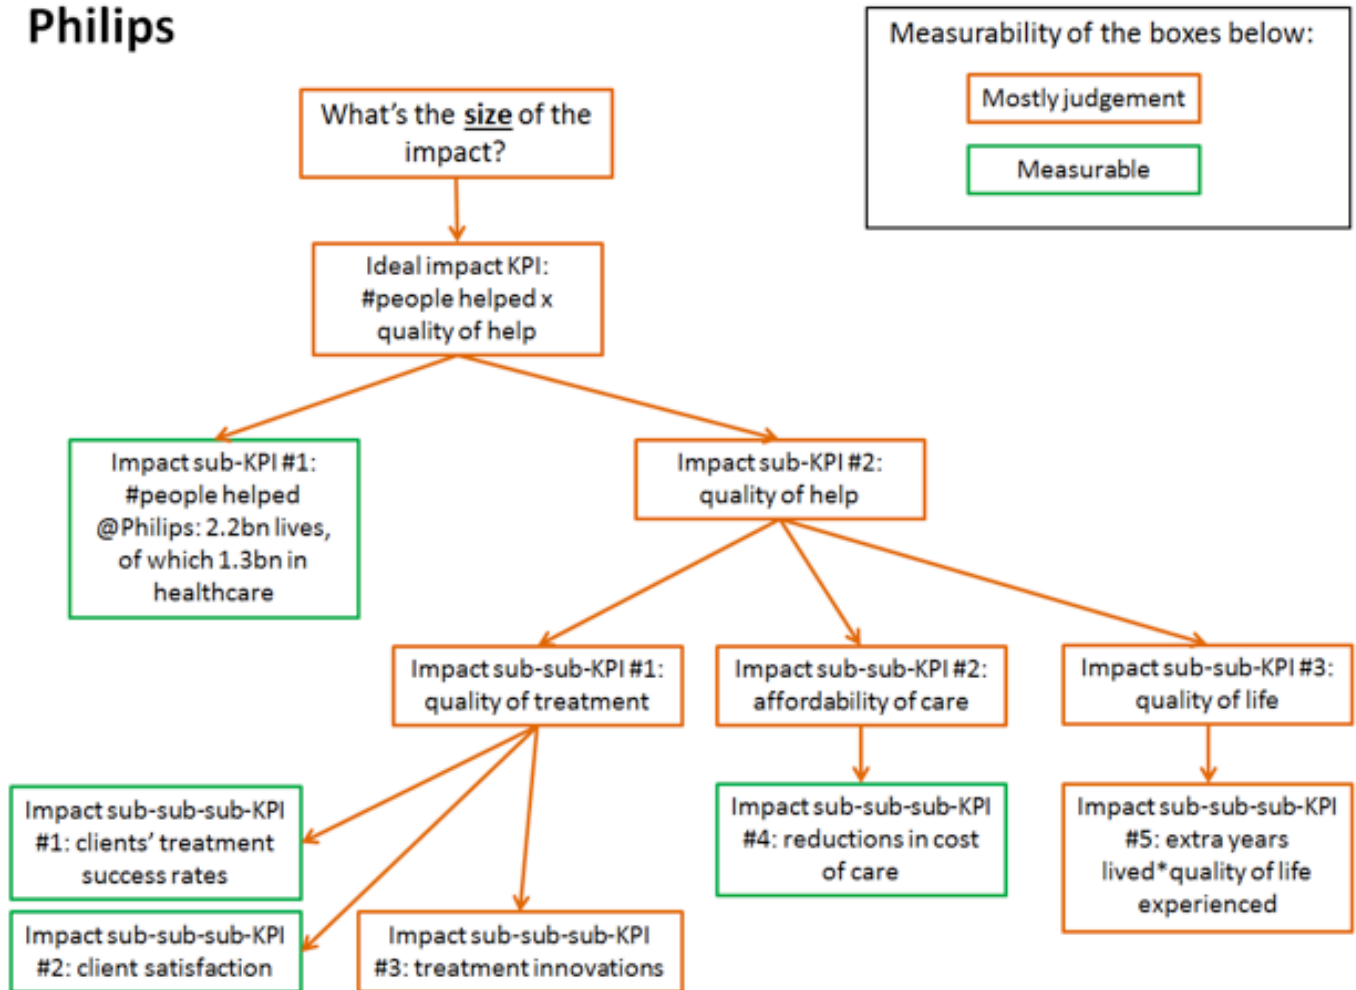 Philips
Measurability of the boxes below:
Mostly judgement
Measurable
What's the size of the
impact?
Ideal impact KPI:
#people helped x
quality of help
Impact sub-KPI #1:
#people helped
@Philips: 2.2bn lives,
of which 1.3bn in
healthcare
Impact sub-KPI #2:
quality of help
Impact sub-sub-KPI #1:
quality of treatment
Impact sub-sub-KPI #2:
affordability of care
Impact sub-sub-KPI #3:
quality of life
Impact sub-sub-sub-KPI
#1: clients' treatment
success rates
Impact sub-sub-sub-KPI
#2: client satisfaction
Impact sub-sub-sub-KPI
#3: treatment innovations
Impact sub-sub-sub-KPI
#4: reductions in cost
of care
Impact sub-sub-sub-KPI
#5: extra years
lived*quality of life
experienced